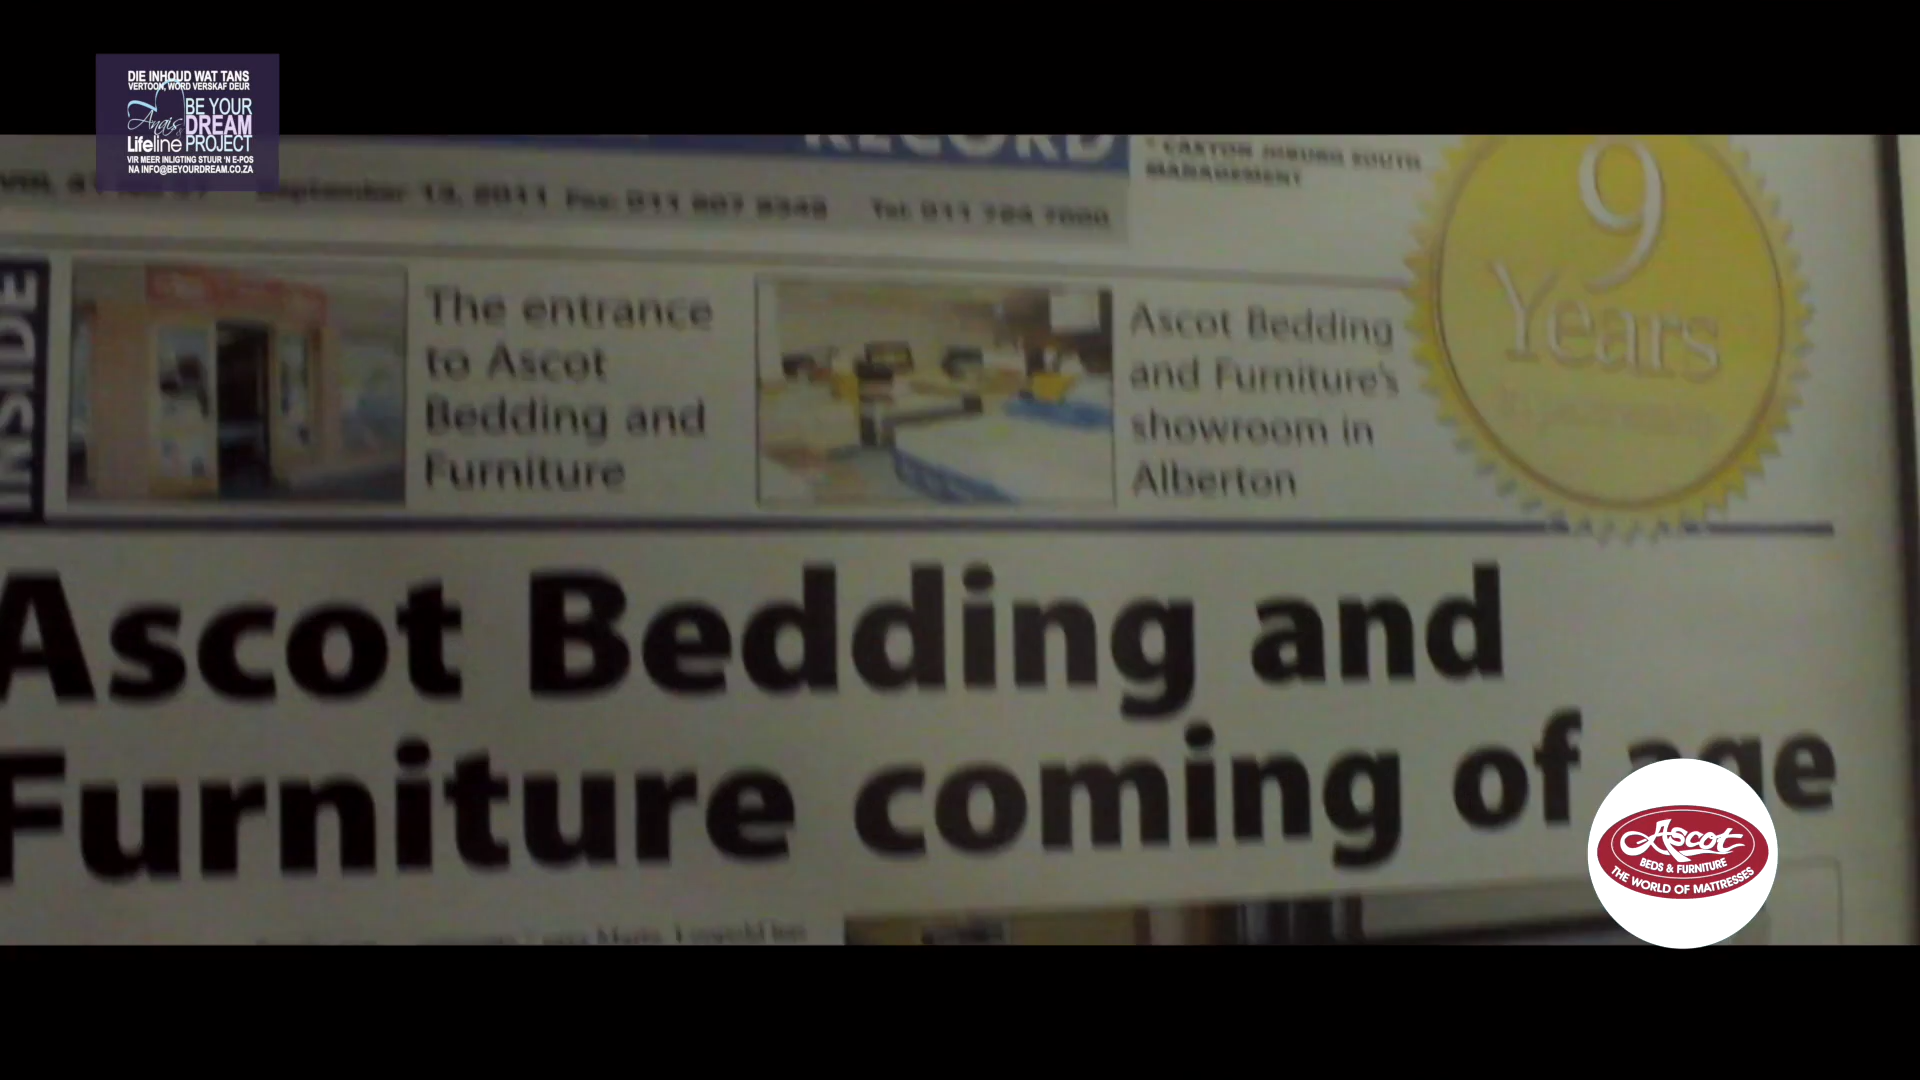 DIE INHOUD WAT TANS
VERTOON, WORD VERSKAF DEUR
Anais &
Lifeline
BE YOUR
DREAM
PROJECT
VIR MEER INLIGTING STUUR 'N E-POS
NA INFO@BEYOURDREAM.CO.ZA
RECORD
MANAGEMENT
September 13, 2011
INSIDE
The entrance
to Ascot
Bedding and
Furniture
Ascot Bedding
and Furniture's
showroom in
Alberton
9
Years
Ascot Bedding and
Furniture coming of age
Ascot
BEDS & FURNITURE
THE WORLD OF MATTRESSES